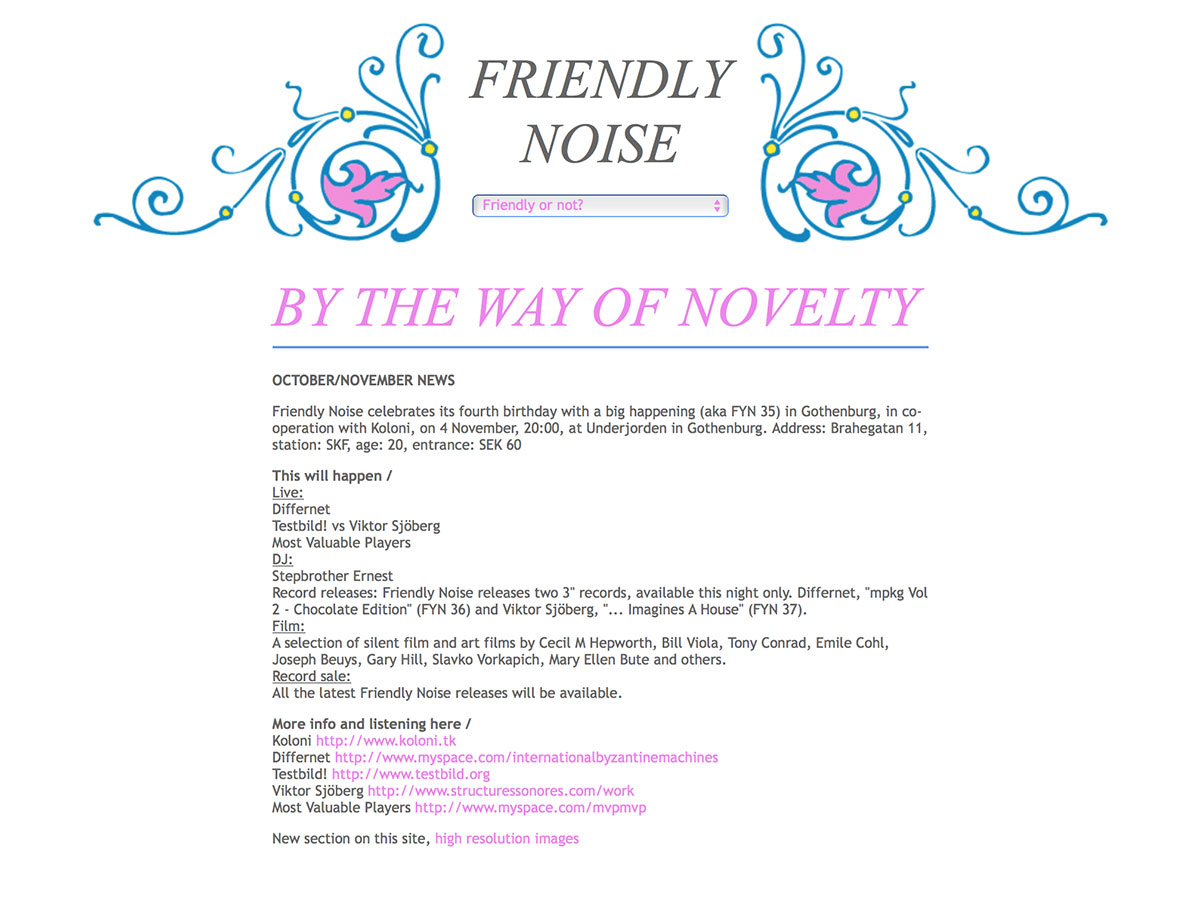 FRIENDLY
NOISE
Friendly or not?
BY THE WAY OF NOVELTY
OCTOBER/NOVEMBER NEWS
Friendly Noise celebrates its fourth birthday with a big happening (aka FYN 35) in Gothenburg, in co-
operation with Koloni, on 4 November, 20:00, at Underjorden in Gothenburg. Address: Brahegatan 11,
station: SKF, age: 20, entrance: SEK 60
This will happen /
Live:
Differnet
Testbild! vs Viktor Sjöberg
Most Valuable Players
DJ:
Stepbrother Ernest
Record releases: Friendly Noise releases two 3" records, available this night only. Differnet, "mpkg Vol
2 - Chocolate Edition" (FYN 36) and Viktor Sjöberg, "... Imagines A House" (FYN 37).
Film:
A selection of silent film and art films by Cecil M Hepworth, Bill Viola, Tony Conrad, Emile Cohl,
Joseph Beuys, Gary Hill, Slavko Vorkapich, Mary Ellen Bute and others.
Record sale:
All the latest Friendly Noise releases will be available.
More info and listening here /
Koloni http://www.koloni.tk
Differnet http://www.myspace.com/internationalbyzantinemachines
Testbild! http://www.testbild.org
Viktor Sjöberg http://www.structuressonores.com/work
Most Valuable Players http://www.myspace.com/mvpmvp
New section on this site, high resolution images